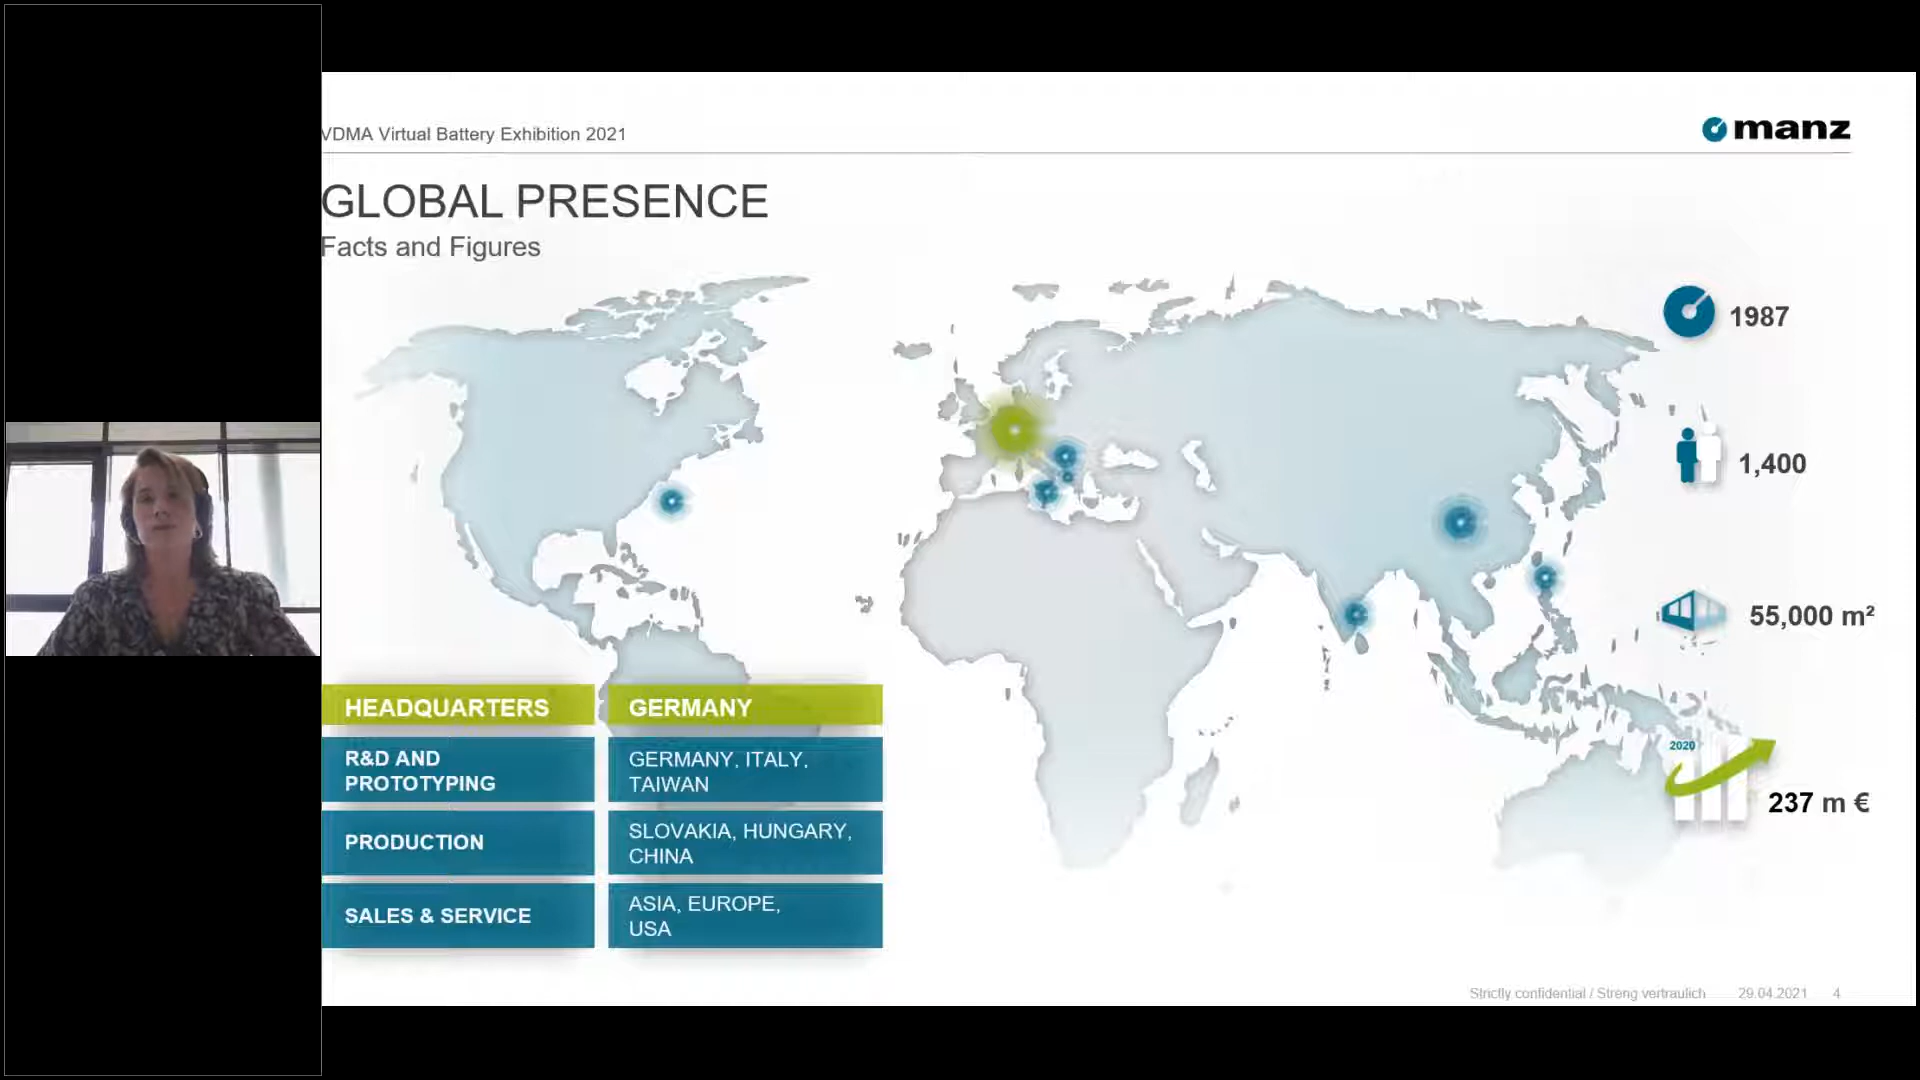 VDMA Virtual Battery Exhibition 2021
manz
GLOBAL PRESENCE
Facts and Figures
1987
1,400
55,000 m²
2020
237 m €
HEADQUARTERS
GERMANY
R&D AND
PROTOTYPING
GERMANY, ITALY,
TAIWAN
PRODUCTION
SLOVAKIA, HUNGARY,
CHINA
SALES & SERVICE
ASIA, EUROPE,
USA
Strictly confidential / Streng vertraulich 29.04.2021 4